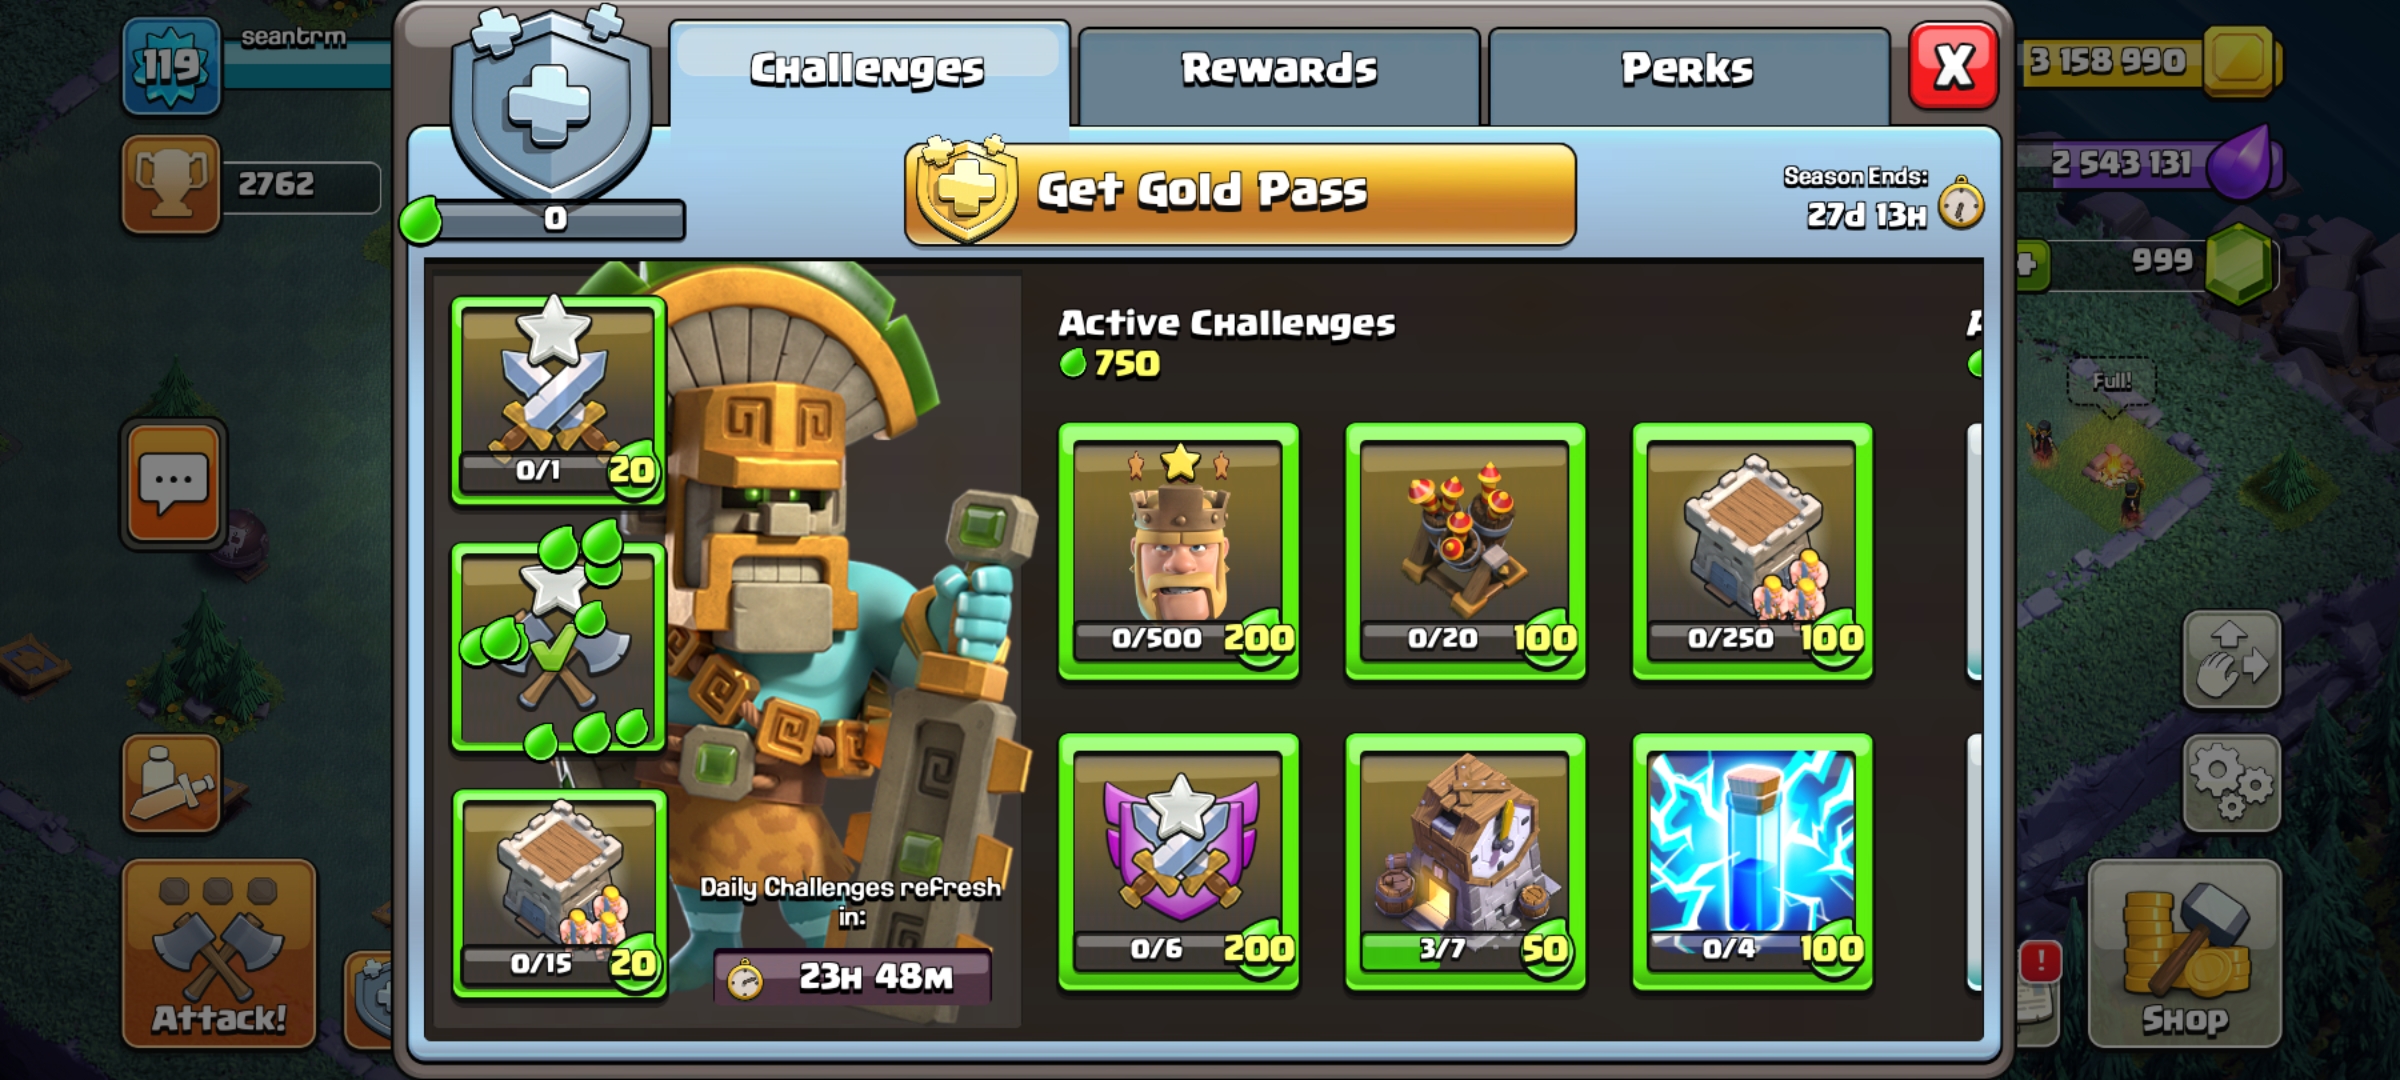 119
seantrm
2762
Challenges
Rewards
Perks
X
0
Get Gold Pass
Season Ends:
27d 13H
3 158 990
2 543 131
999
Full!
0/1
20
0/15
20
Daily Challenges refresh
in:
23H 48M
Active Challenges
750
0/500
200
0/20
100
0/250
100
0/6
200
3/7
50
0/4
100
Attack!
!
Shop